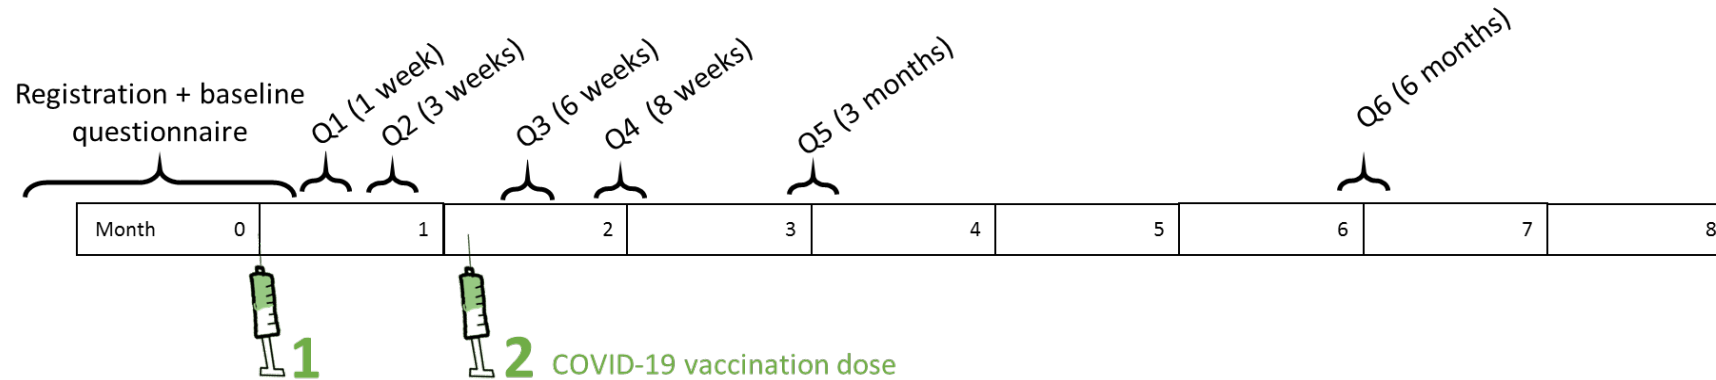 Registration + baseline
questionnaire
Q1 (1 week)
Q2 (3 weeks)
Q3 (6 weeks)
Q4 (8 weeks)
Q5 (3 months)
Q6 (6 months)
Month 0 1 2 3 4 5 6 7 8
1 2 COVID-19 vaccination dose